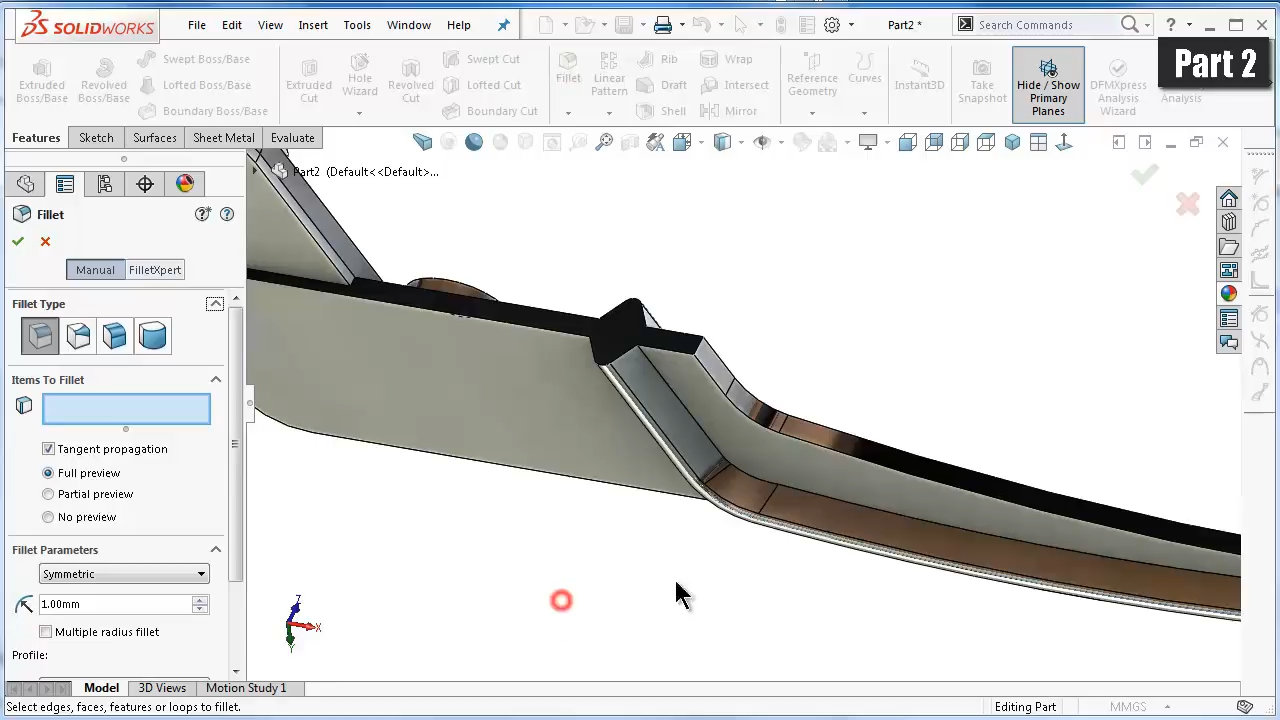 SOLIDWORKS
File Edit View Insert Tools Window Help
Part2 *
Search Commands
Part 2
Extruded Boss/Base
Revolved Boss/Base
Swept Boss/Base
Lofted Boss/Base
Boundary Boss/Base
Extruded Cut
Hole Wizard
Revolved Cut
Swept Cut
Lofted Cut
Boundary Cut
Fillet
Linear Pattern
Rib
Draft
Shell
Wrap
Intersect
Mirror
Reference Geometry
Curves
Instant3D
Take Snapshot
Hide / Show Primary Planes
DFMXpress Analysis Wizard
Analysis
Features Sketch Surfaces Sheet Metal Evaluate
Part2 (Default<<Default>...
Fillet
Manual FilletXpert
Fillet Type
Items To Fillet
Tangent propagation
Full preview
Partial preview
No preview
Fillet Parameters
Symmetric
1.00mm
Multiple radius fillet
Profile:
Z
X
Y
Model 3D Views Motion Study 1
Select edges, faces, features or loops to fillet.
Editing Part
MMGS